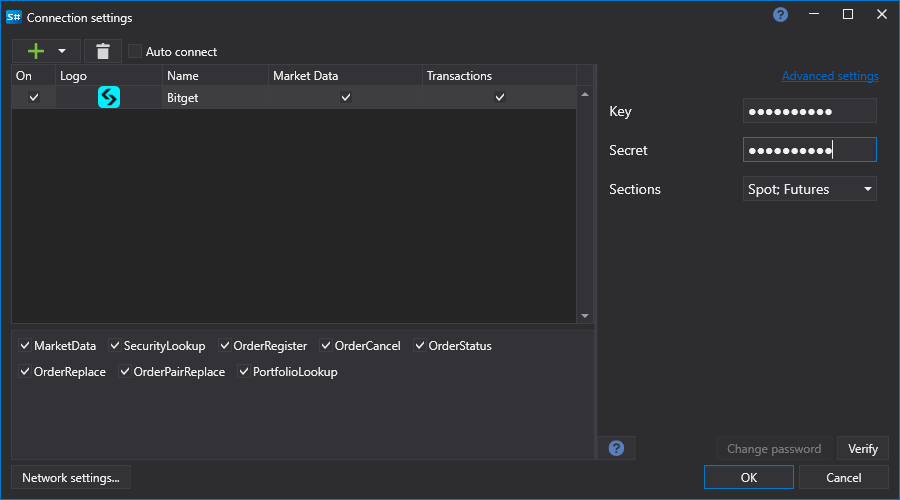 S# Connection settings ?
Auto connect
On Logo Name Market Data Transactions
Bitget
Advanced settings
Key ●●●●●●●●●●
Secret ●●●●●●●●●●
Sections Spot; Futures
MarketData SecurityLookup OrderRegister OrderCancel OrderStatus
OrderReplace OrderPairReplace PortfolioLookup
? Change password Verify
Network settings... OK Cancel